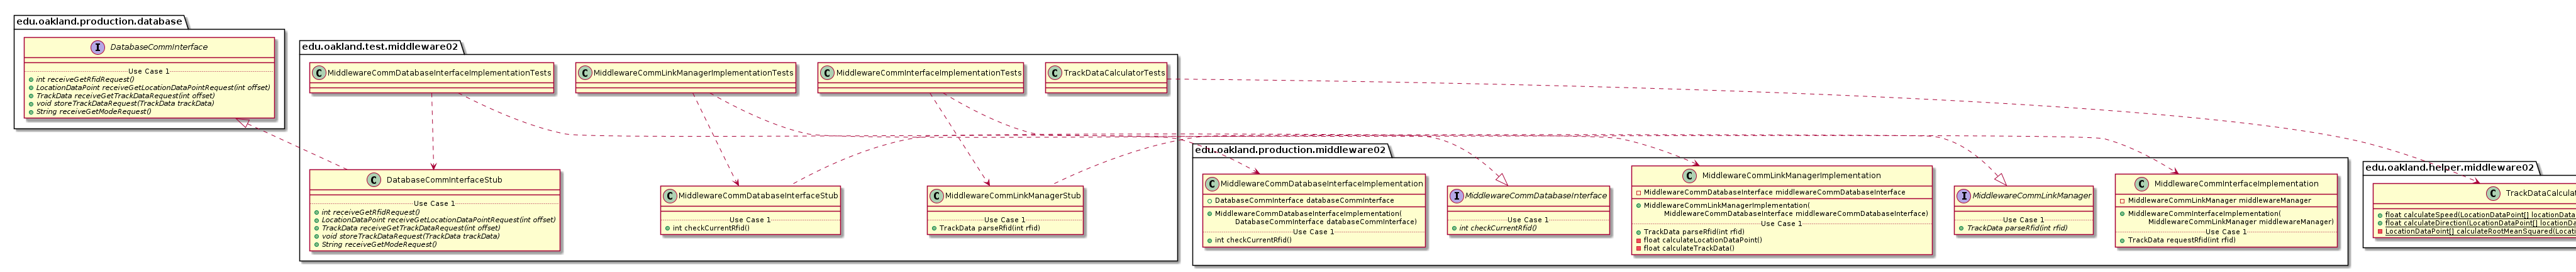 edu.oakland.production.database
I DatabaseCommInterface
Use Case 1
int receiveGetRfidRequest()
LocationDataPoint receiveGetLocationDataPointRequest(int offset)
TrackData receiveGetTrackDataRequest(int offset)
void storeTrackDataRequest(TrackData trackData)
String receiveGetModeRequest()
edu.oakland.test.middleware02
C MiddlewareCommDatabaseInterfaceImplementationTests
C MiddlewareCommLinkManagerImplementationTests
C MiddlewareCommInterfaceImplementationTests
C TrackDataCalculatorTests
C DatabaseCommInterfaceStub
Use Case 1
int receiveGetRfidRequest()
LocationDataPoint receiveGetLocationDataPointRequest(int offset)
TrackData receiveGetTrackDataRequest(int offset)
void storeTrackDataRequest(TrackData trackData)
String receiveGetModeRequest()
C MiddlewareCommDatabaseInterfaceStub
Use Case 1
int checkCurrentRfid()
C MiddlewareCommLinkManagerStub
Use Case 1
TrackData parseRfid(int rfid)
edu.oakland.production.middleware02
C MiddlewareCommDatabaseInterfaceImplementation
DatabaseCommInterface databaseCommInterface
MiddlewareCommDatabaseInterfaceImplementation(
DatabaseCommInterface databaseCommInterface)
Use Case 1
int checkCurrentRfid()
I MiddlewareCommDatabaseInterface
Use Case 1
int checkCurrentRfid()
C MiddlewareCommLinkManagerImplementation
MiddlewareCommDatabaseInterface middlewareCommDatabaseInterface
MiddlewareCommLinkManagerImplementation(
MiddlewareCommDatabaseInterface middlewareCommDatabaseInterface)
Use Case 1
TrackData parseRfid(int rfid)
float calculateLocationDataPoint()
float calculateTrackData()
I MiddlewareCommLinkManager
Use Case 1
TrackData parseRfid(int rfid)
C MiddlewareCommInterfaceImplementation
MiddlewareCommLinkManager middlewareManager
MiddlewareCommInterfaceImplementation(
MiddlewareCommLinkManager middlewareManager)
Use Case 1
TrackData requestRfid(int rfid)
edu.oakland.helper.middleware02
C TrackDataCalculat
float calculateSpeed(LocationDataPoint[] locationData
float calculateDirection(LocationDataPoint[] locationData
LocationDataPoint[] calculateRootMeanSquared(Locati